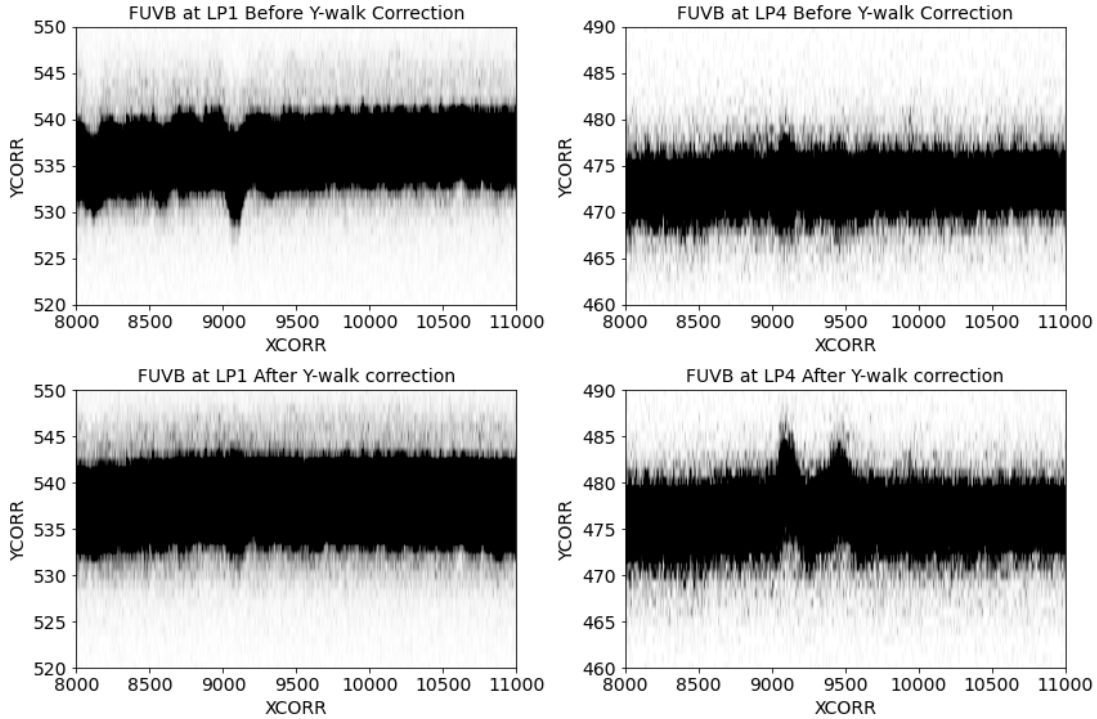 FUVB at LP1 Before Y-walk Correction
550
545
540
535
530
525
520
YCORR
8000 8500 9000 9500 10000 10500 11000
XCORR
FUVB at LP4 Before Y-walk Correction
490
485
480
475
470
465
460
YCORR
8000 8500 9000 9500 10000 10500 11000
XCORR
FUVB at LP1 After Y-walk correction
550
545
540
535
530
525
520
YCORR
8000 8500 9000 9500 10000 10500 11000
XCORR
FUVB at LP4 After Y-walk correction
490
485
480
475
470
465
460
YCORR
8000 8500 9000 9500 10000 10500 11000
XCORR